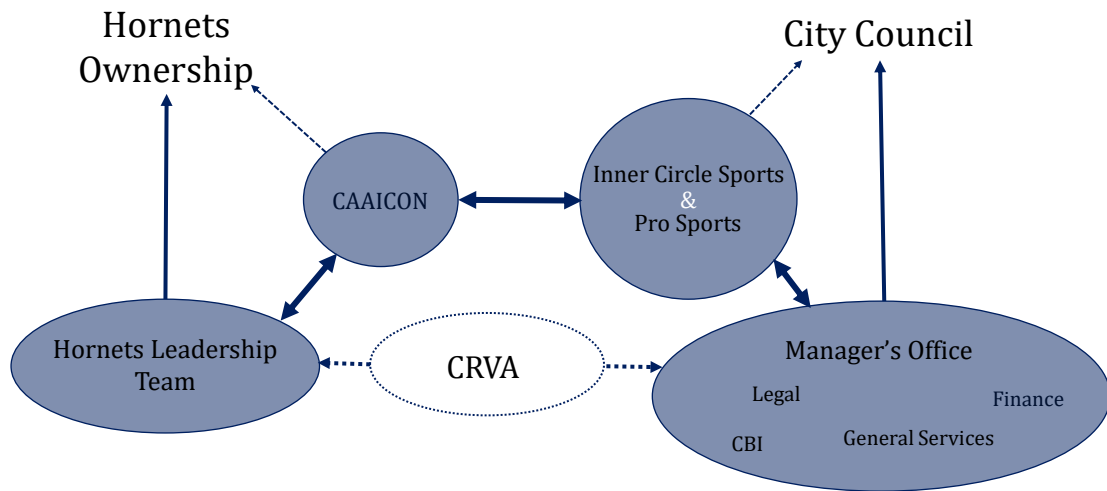 Hornets
Ownership
City Council
CAAICON
Inner Circle Sports
&
Pro Sports
Hornets Leadership
Team
CRVA
Manager’s Office
Legal
Finance
CBI
General Services